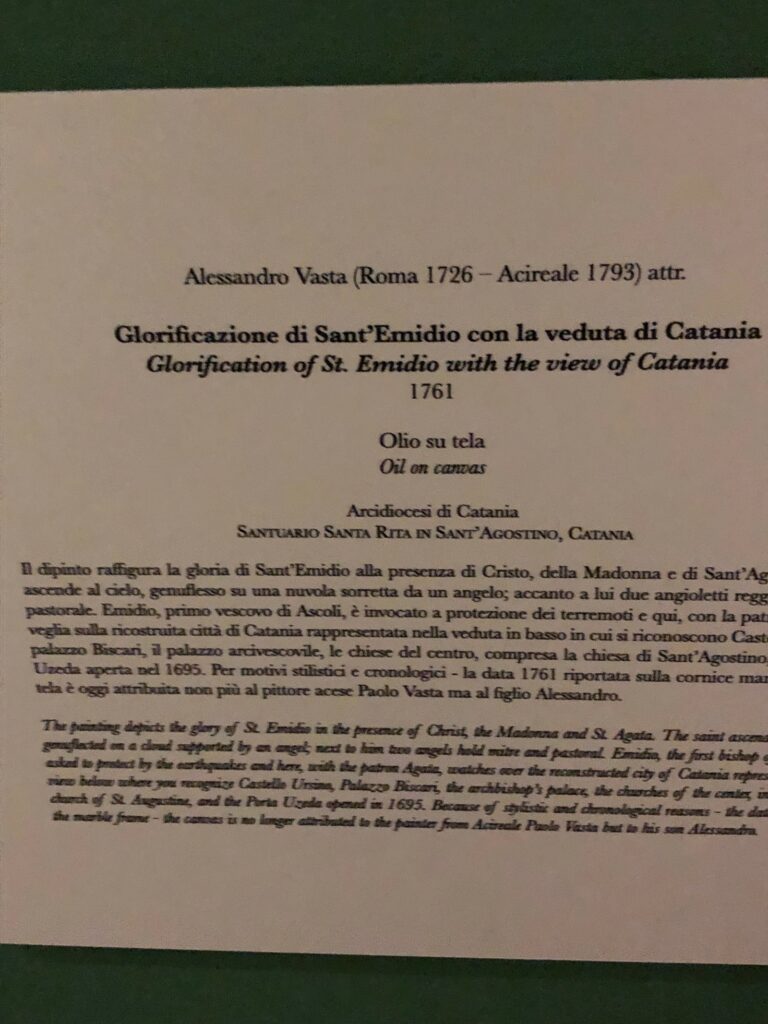 Alessandro Vasta (Roma 1726 – Acireale 1793) attr.
Glorificazione di Sant'Emidio con la veduta di Catania
Glorification of St. Emidio with the view of Catania
1761
Olio su tela
Oil on canvas
Arcidiocesi di Catania
SANTUARIO SANTA RITA IN SANT'AGOSTINO, CATANIA
Il dipinto raffigura la gloria di Sant'Emidio alla presenza di Cristo, della Madonna e di Sant'Ag
ascende al cielo, genuflesso su una nuvola sorretta da un angelo; accanto a lui due angioletti regg
pastorale. Emidio, primo vescovo di Ascoli, è invocato a protezione dei terremoti e qui, con la pat
veglia sulla ricostruita città di Catania rappresentata nella veduta in basso in cui si riconoscono Cast
palazzo Biscari, il palazzo arcivescovile, le chiese del centro, compresa la chiesa di Sant'Agostino,
Uzeda aperta nel 1695. Per motivi stilistici e cronologici - la data 1761 riportata sulla cornice mar
tela è oggi attribuita non più al pittore acese Paolo Vasta ma al figlio Alessandro.
The painting depicts the glory of St. Emidio in the presence of Christ, the Madonna and St. Agata. The saint ascend
genuflected on a cloud supported by an angel; next to him two angels hold mitre and pastoral. Emidio, the first bishop
asked to protect by the earthquakes and here, with the patron Agata, watches over the reconstructed city of Catania repres
view below where you recognize Castello Ursino, Palazzo Biscari, the archbishop's palace, the churches of the center, in
church of St. Augustine, and the Porta Uzeda opened in 1695. Because of stylistic and chronological reasons - the dat
the marble frame - the canvas is no longer attributed to the painter from Acireale Paolo Vasta but to his son Alessandro.